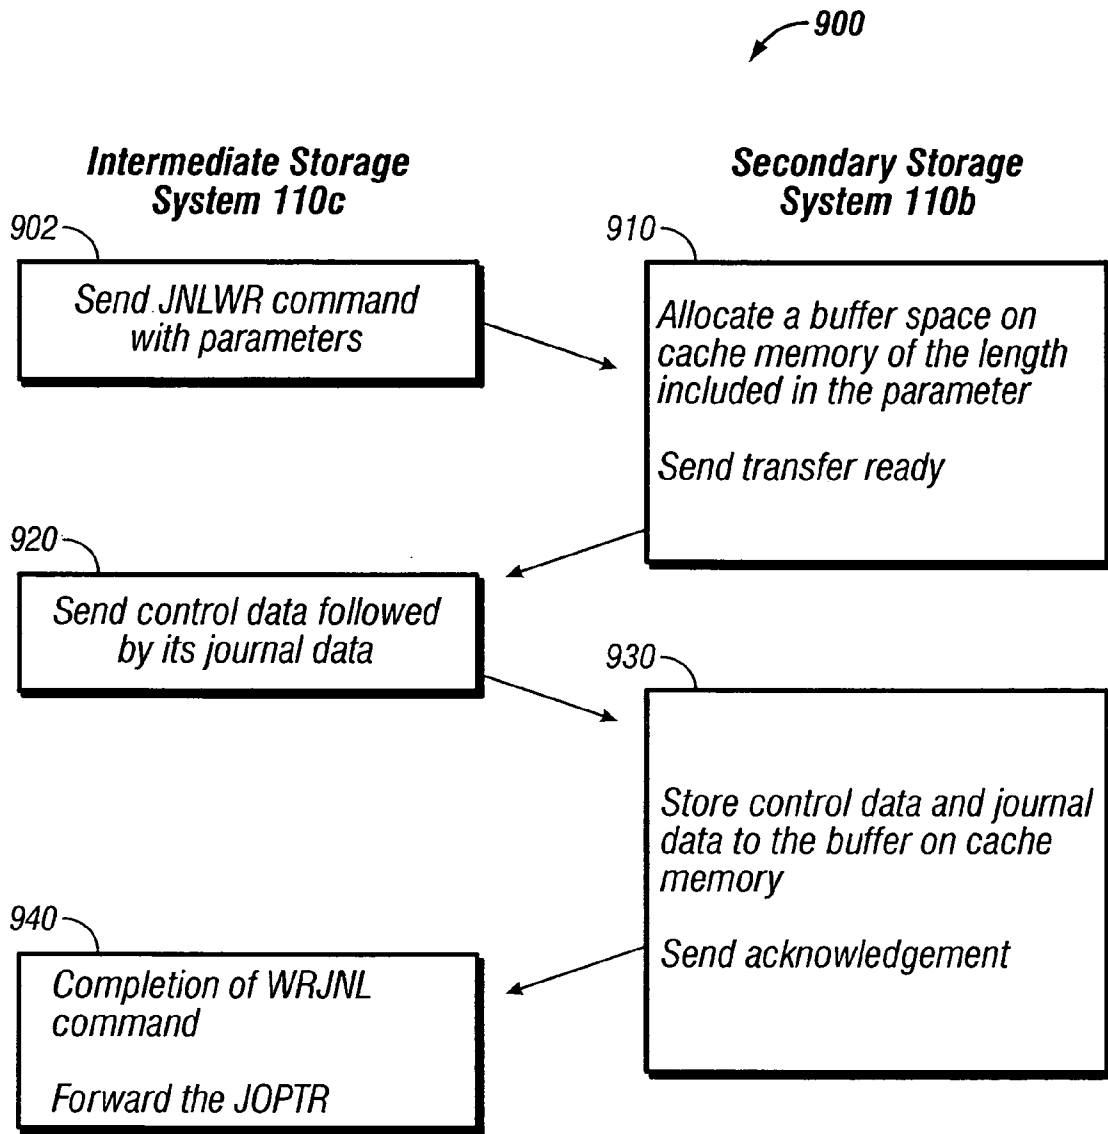 900
Intermediate Storage
System 110c
Secondary Storage
System 110b
902
Send JNLWR command
with parameters
910
Allocate a buffer space on
cache memory of the length
included in the parameter
Send transfer ready
920
Send control data followed
by its journal data
930
Store control data and journal
data to the buffer on cache
memory
Send acknowledgement
940
Completion of WRJNL
command
Forward the JOPTR